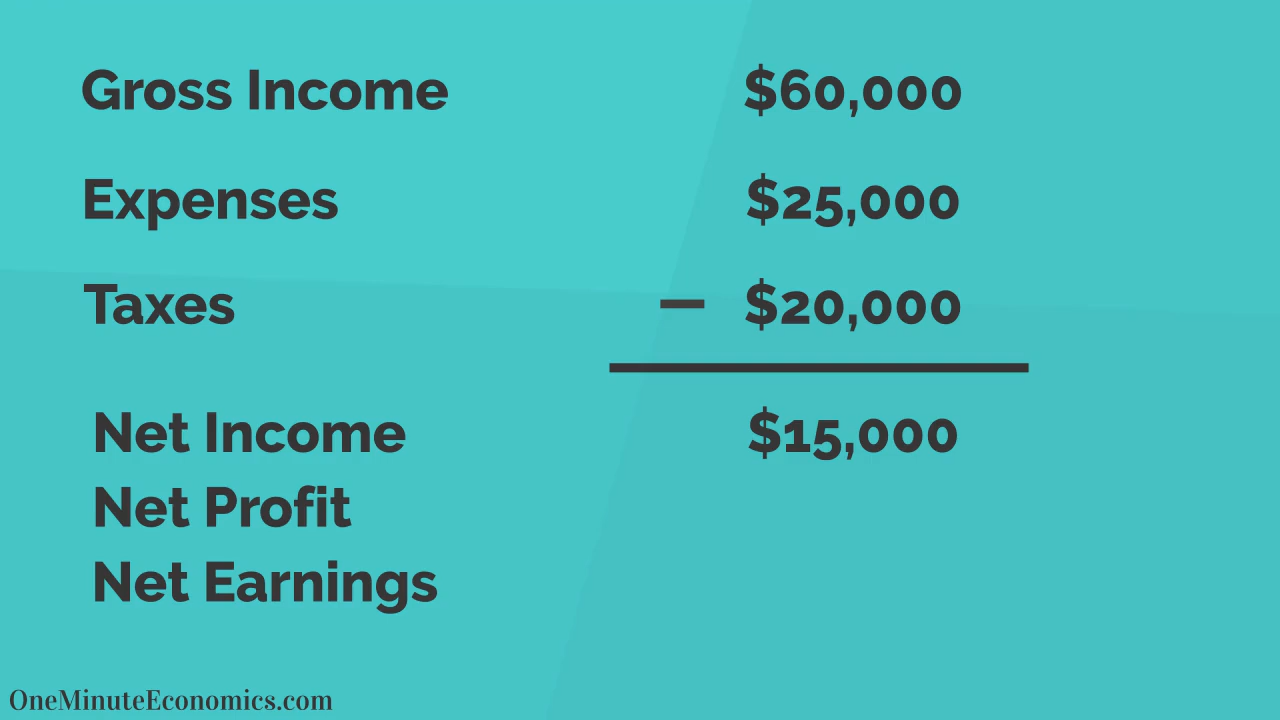 Gross Income $60,000
Expenses $25,000
Taxes – $20,000
Net Income $15,000
Net Profit
Net Earnings
OneMinuteEconomics.com